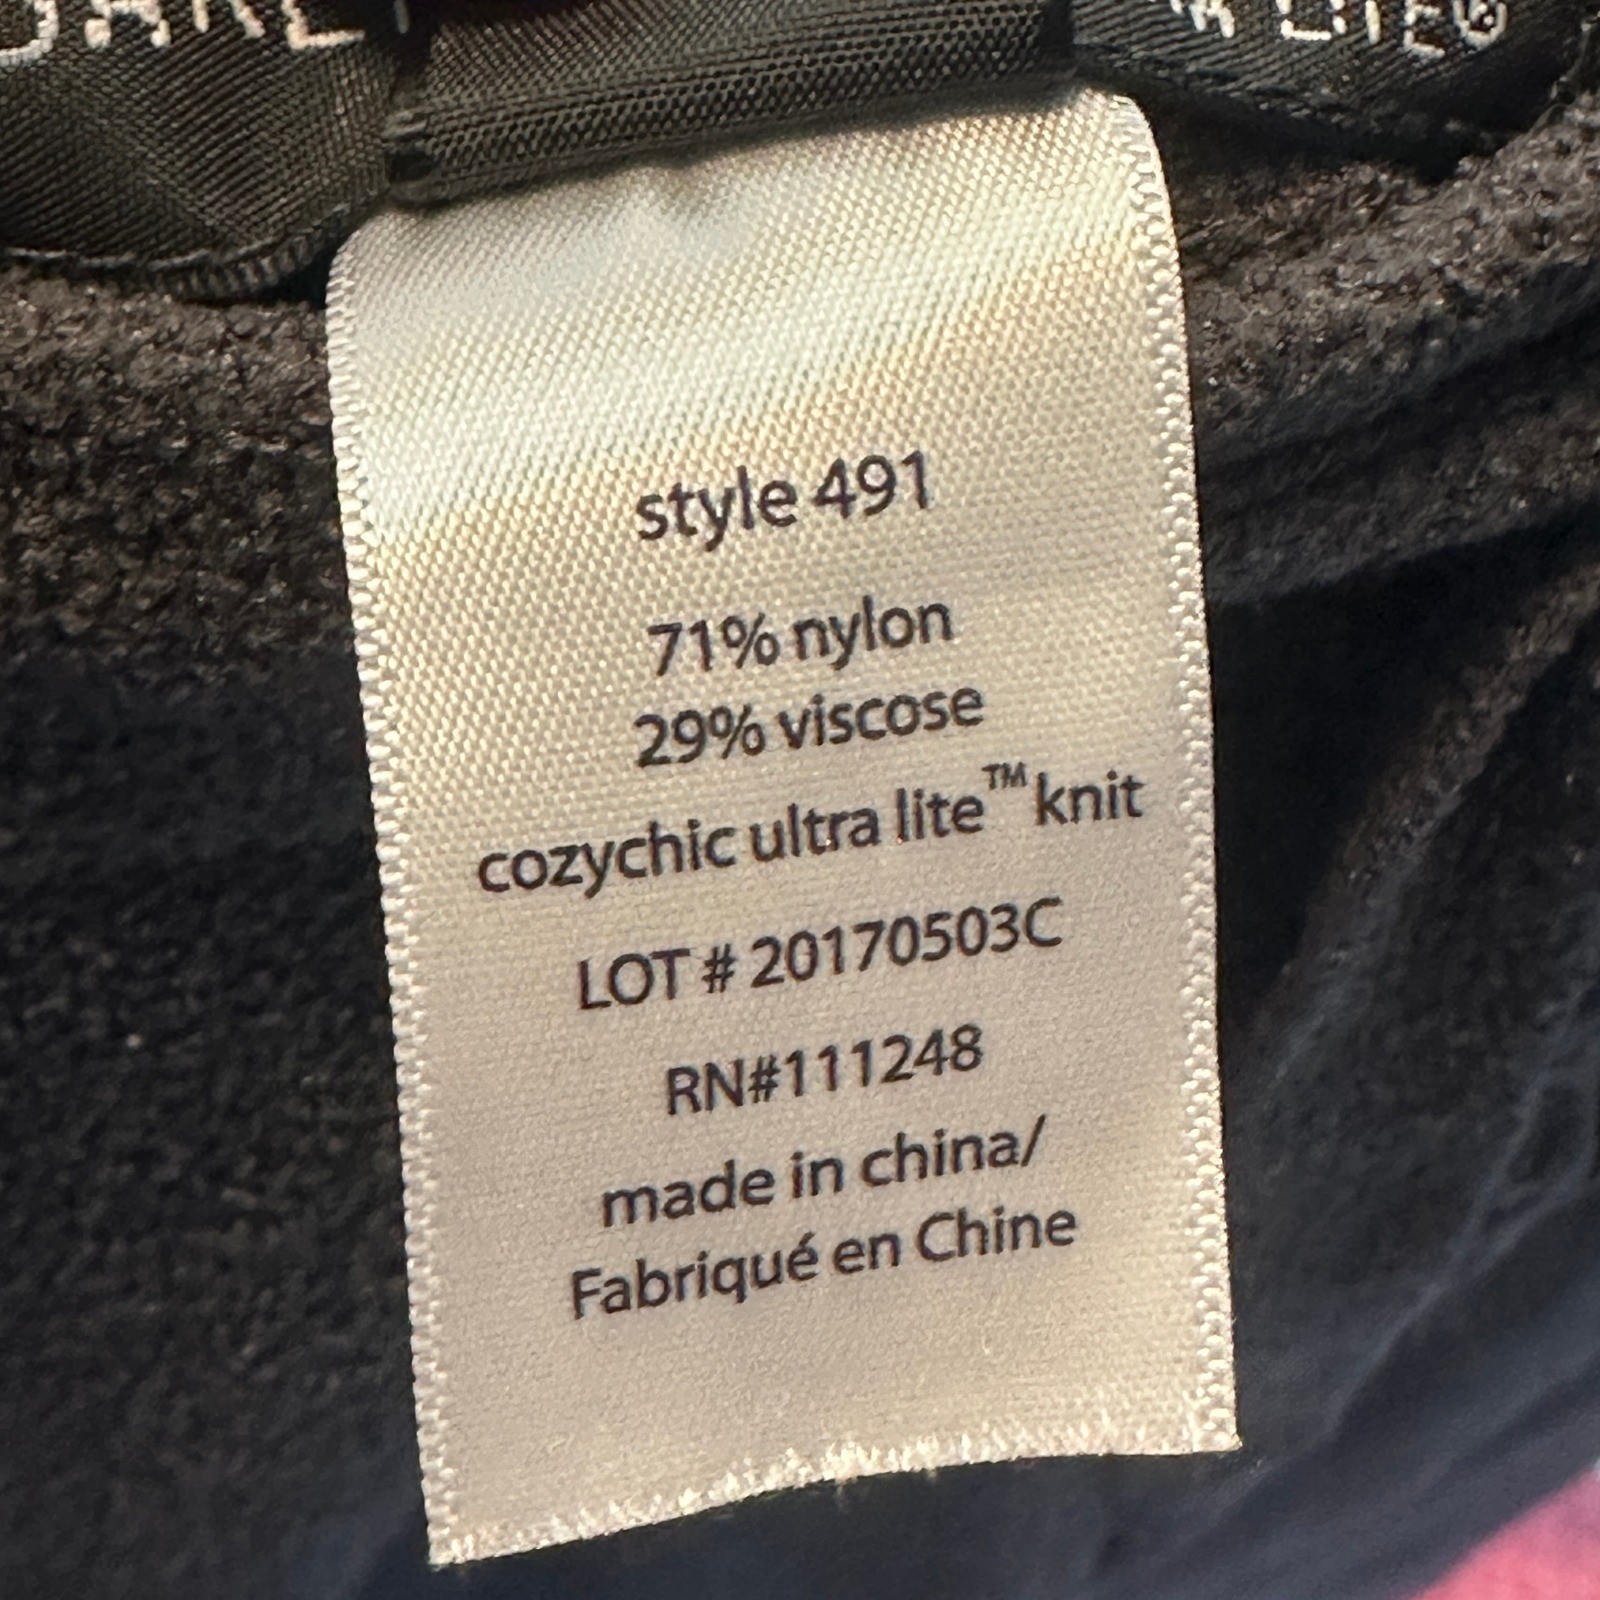 LITE®
style 491
71% nylon
29% viscose
cozychic ultra lite™ knit
LOT # 20170503C
RN#111248
made in china/
Fabriqué en Chine